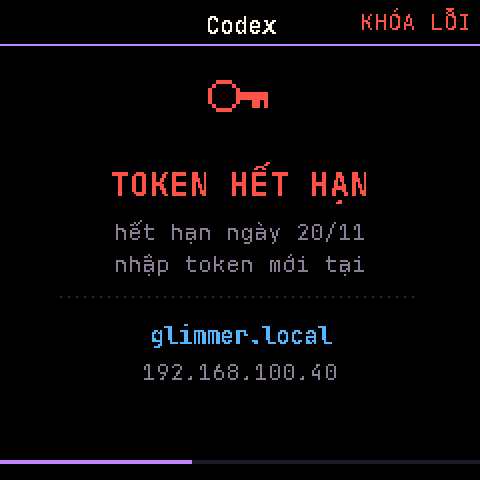 Codex
KHÓA LỖI
TOKEN HẾT HẠN
hết hạn ngày 20/11
nhập token mới tại
glimmer.local
192.168.100.40